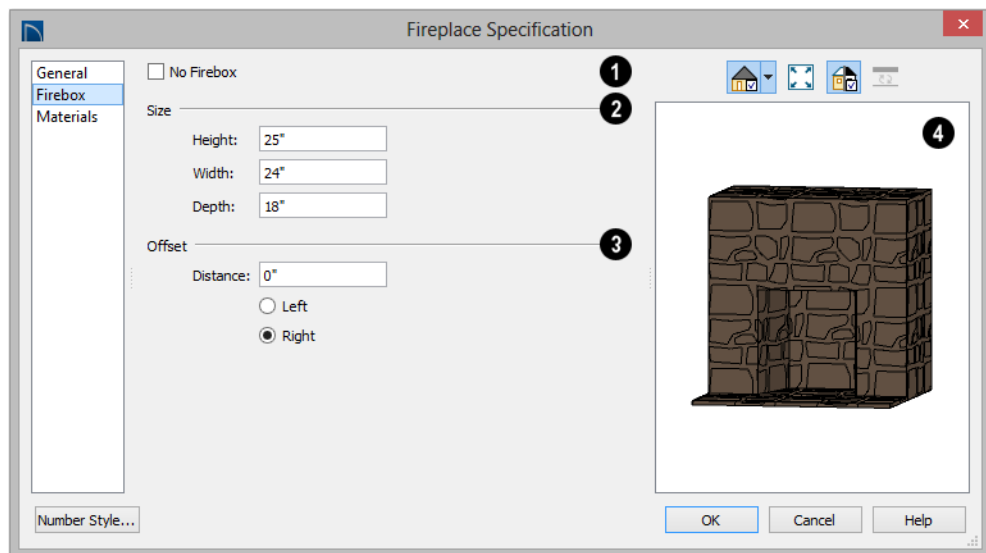 Fireplace Specification
General
Firebox
Materials
No Firebox
1
Size
2
Height: 25"
Width: 24"
Depth: 18"
Offset
3
Distance: 0"
Left
Right
4
Number Style...
OK
Cancel
Help